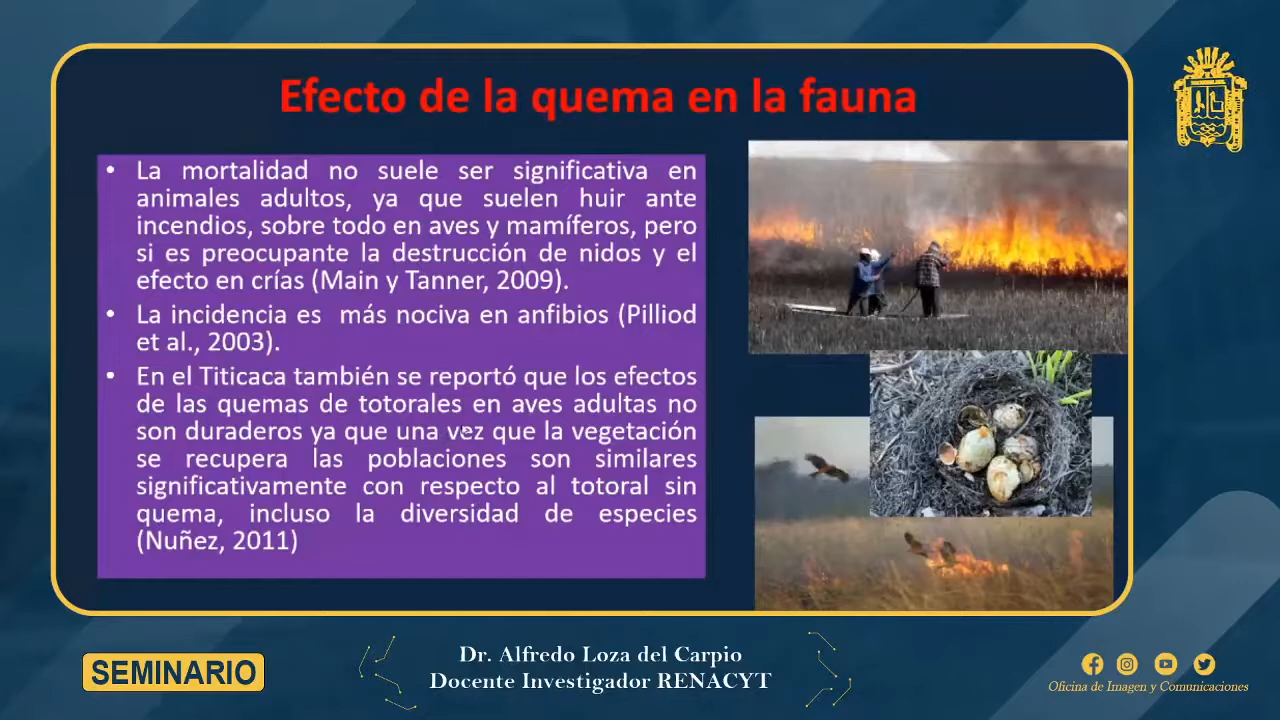 Efecto de la quema en la fauna
• La mortalidad no suele ser significativa en
animales adultos, ya que suelen huir ante
incendios, sobre todo en aves y mamíferos, pero
si es preocupante la destrucción de nidos y el
efecto en crías (Main y Tanner, 2009).
• La incidencia es más nociva en anfibios (Pilliod
et al., 2003).
• En el Titicaca también se reportó que los efectos
de las quemas de totorales en aves adultas no
son duraderos ya que una vez que la vegetación
se recupera las poblaciones son similares
significativamente con respecto al totoral sin
quema, incluso la diversidad de especies
(Nuñez, 2011)
SEMINARIO
Dr. Alfredo Loza del Carpio
Docente Investigador RENACYT
Oficina de Imagen y Comunicaciones